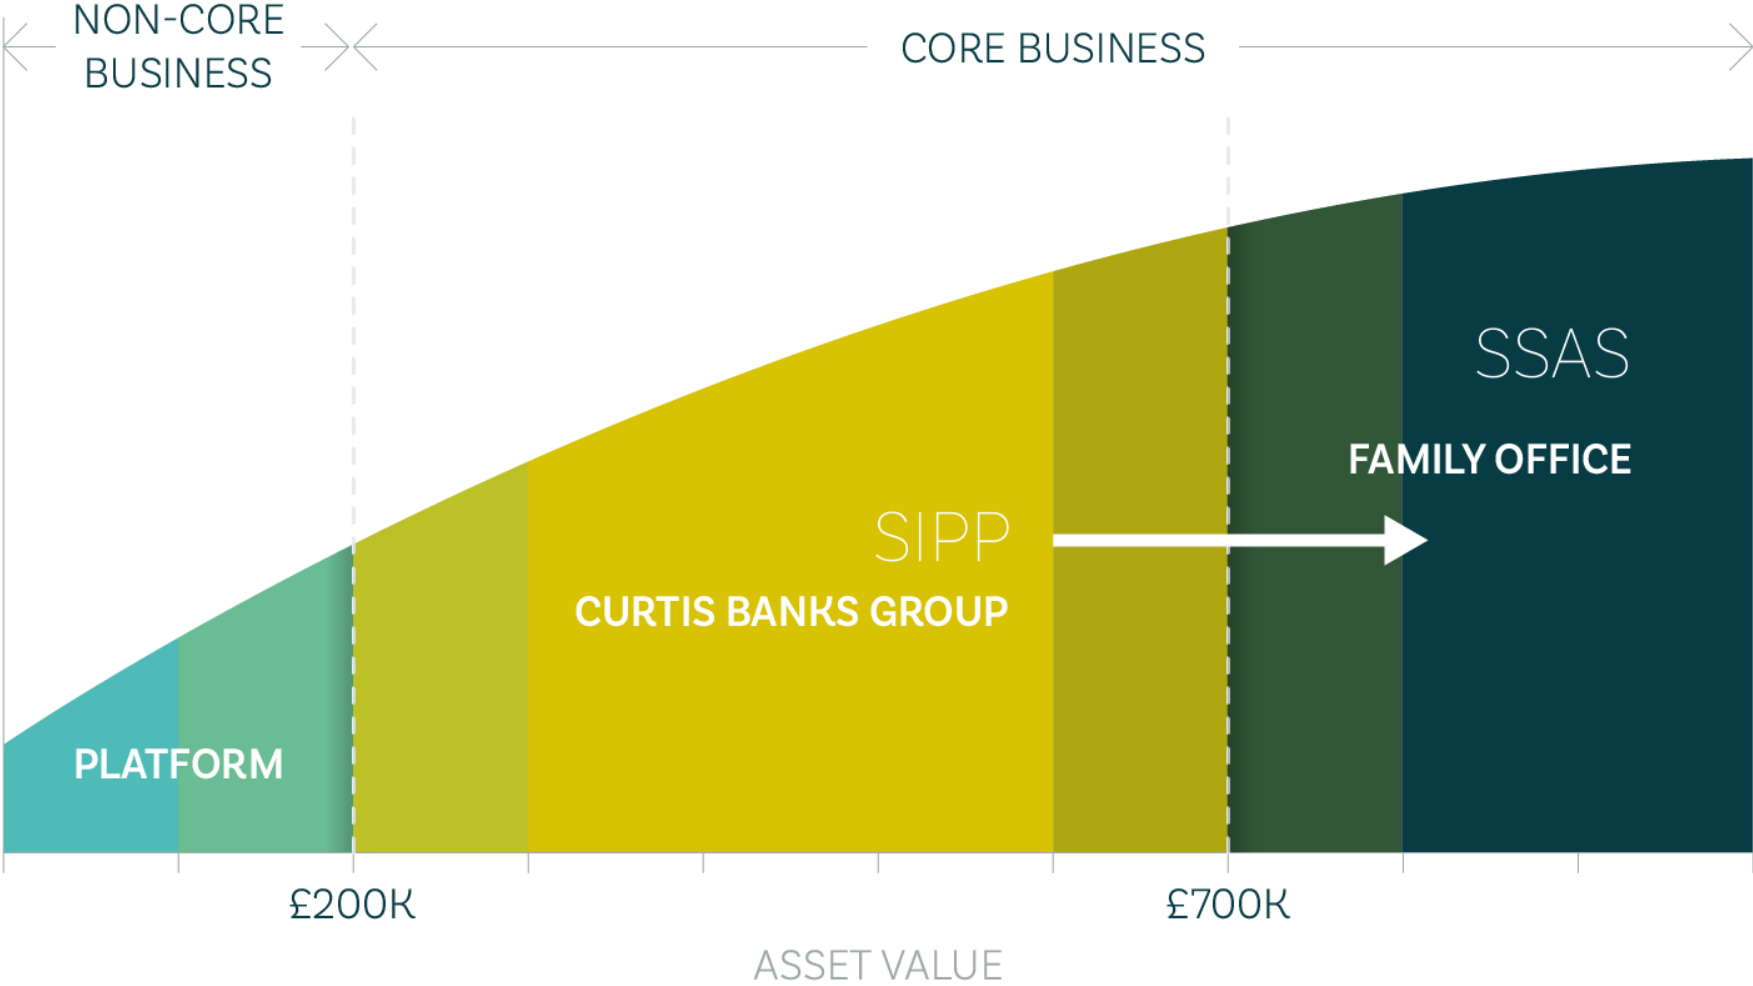 NON-CORE
BUSINESS
CORE BUSINESS
SSAS
FAMILY OFFICE
SIPP
CURTIS BANKS GROUP
PLATFORM
£200K
£700K
ASSET VALUE